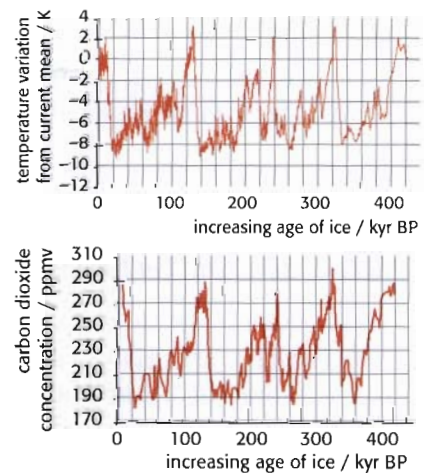 temperature variation
from current mean / K
4
2
0
−2
−4
−6
−8
−10
−12
0 100 200 300 400
increasing age of ice / kyr BP
carbon dioxide
concentration / ppmv
310
290
270
250
230
210
190
170
0 100 200 300 400
increasing age of ice / kyr BP